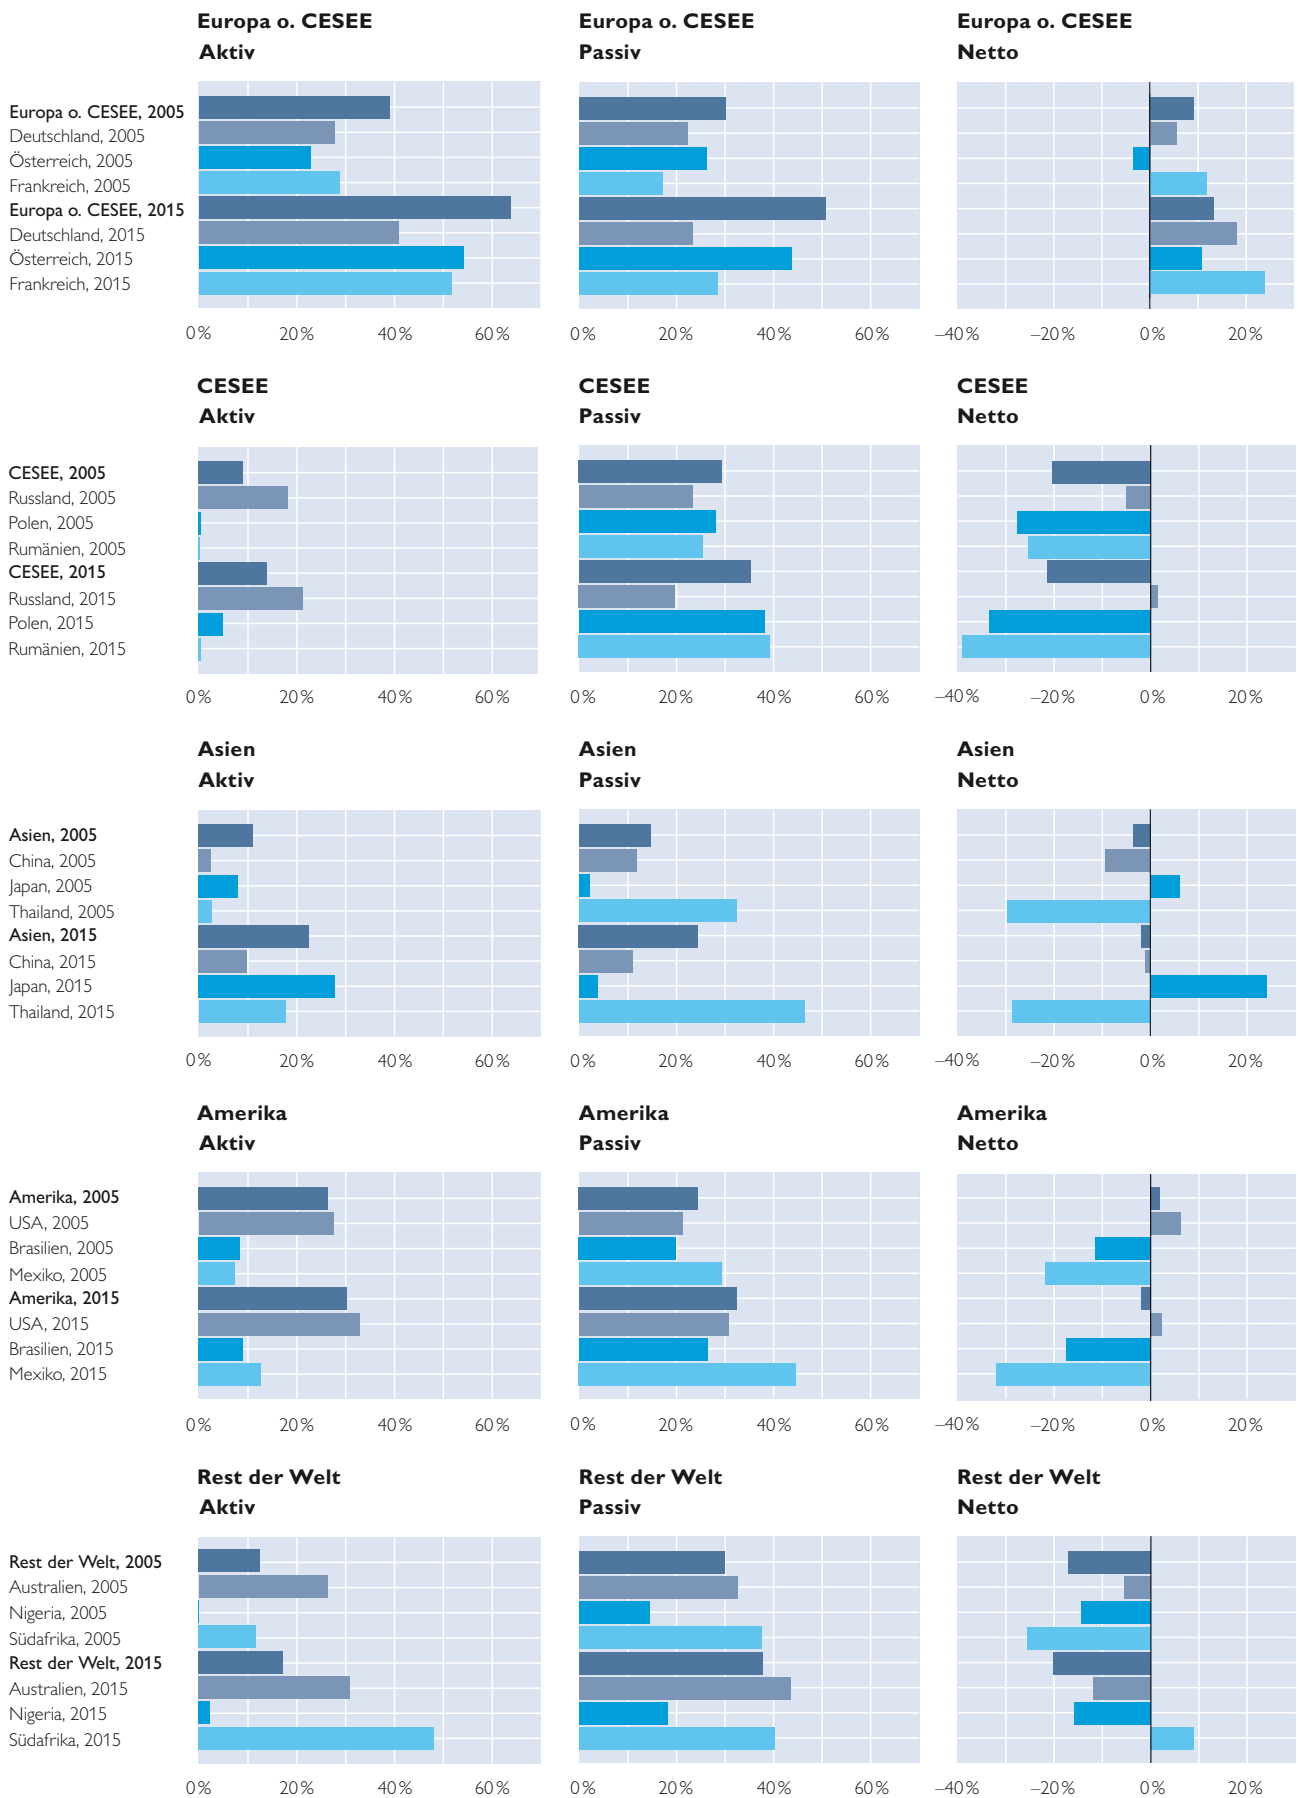 Europa o. CESEE
Aktiv
Europa o. CESEE
Passiv
Europa o. CESEE
Netto
Europa o. CESEE, 2005
Deutschland, 2005
Österreich, 2005
Frankreich, 2005
Europa o. CESEE, 2015
Deutschland, 2015
Österreich, 2015
Frankreich, 2015
0% 20% 40% 60%
0% 20% 40% 60%
–40% –20% 0% 20%
CESEE
Aktiv
CESEE
Passiv
CESEE
Netto
CESEE, 2005
Russland, 2005
Polen, 2005
Rumänien, 2005
CESEE, 2015
Russland, 2015
Polen, 2015
Rumänien, 2015
0% 20% 40% 60%
0% 20% 40% 60%
–40% –20% 0% 20%
Asien
Aktiv
Asien
Passiv
Asien
Netto
Asien, 2005
China, 2005
Japan, 2005
Thailand, 2005
Asien, 2015
China, 2015
Japan, 2015
Thailand, 2015
0% 20% 40% 60%
0% 20% 40% 60%
–40% –20% 0% 20%
Amerika
Aktiv
Amerika
Passiv
Amerika
Netto
Amerika, 2005
USA, 2005
Brasilien, 2005
Mexiko, 2005
Amerika, 2015
USA, 2015
Brasilien, 2015
Mexiko, 2015
0% 20% 40% 60%
0% 20% 40% 60%
–40% –20% 0% 20%
Rest der Welt
Aktiv
Rest der Welt
Passiv
Rest der Welt
Netto
Rest der Welt, 2005
Australien, 2005
Nigeria, 2005
Südafrika, 2005
Rest der Welt, 2015
Australien, 2015
Nigeria, 2015
Südafrika, 2015
0% 20% 40% 60%
0% 20% 40% 60%
–40% –20% 0% 20%